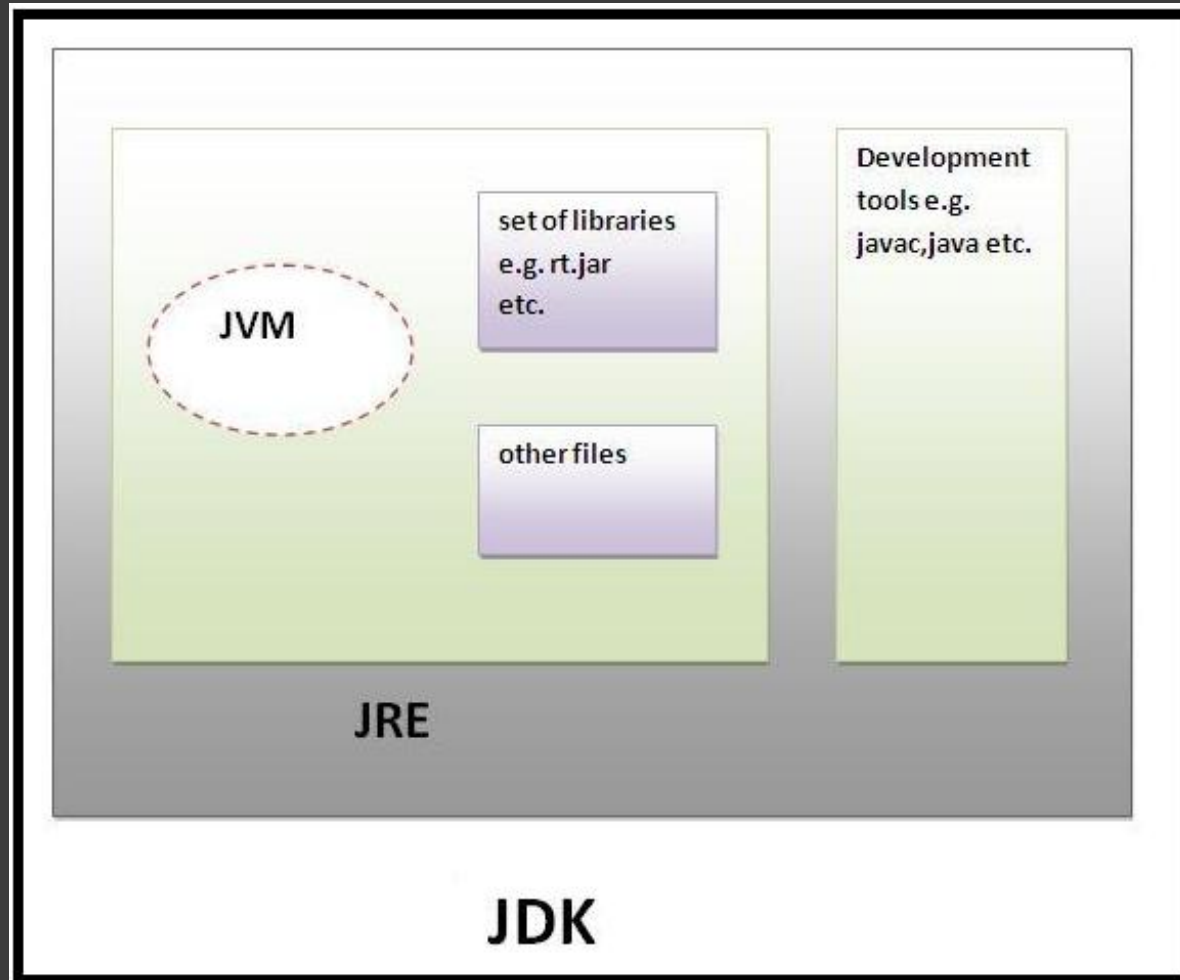 JVM
set of libraries
e.g. rt.jar
etc.
other files
Development
tools e.g.
javac,java etc.
JRE
JDK